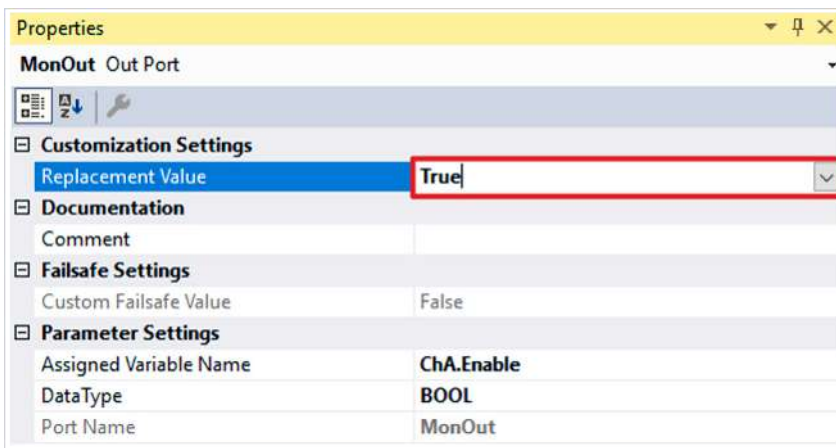 Properties
MonOut Out Port
Customization Settings
Replacement Value True
Documentation
Comment
Failsafe Settings
Custom Failsafe Value False
Parameter Settings
Assigned Variable Name ChA.Enable
DataType BOOL
Port Name MonOut